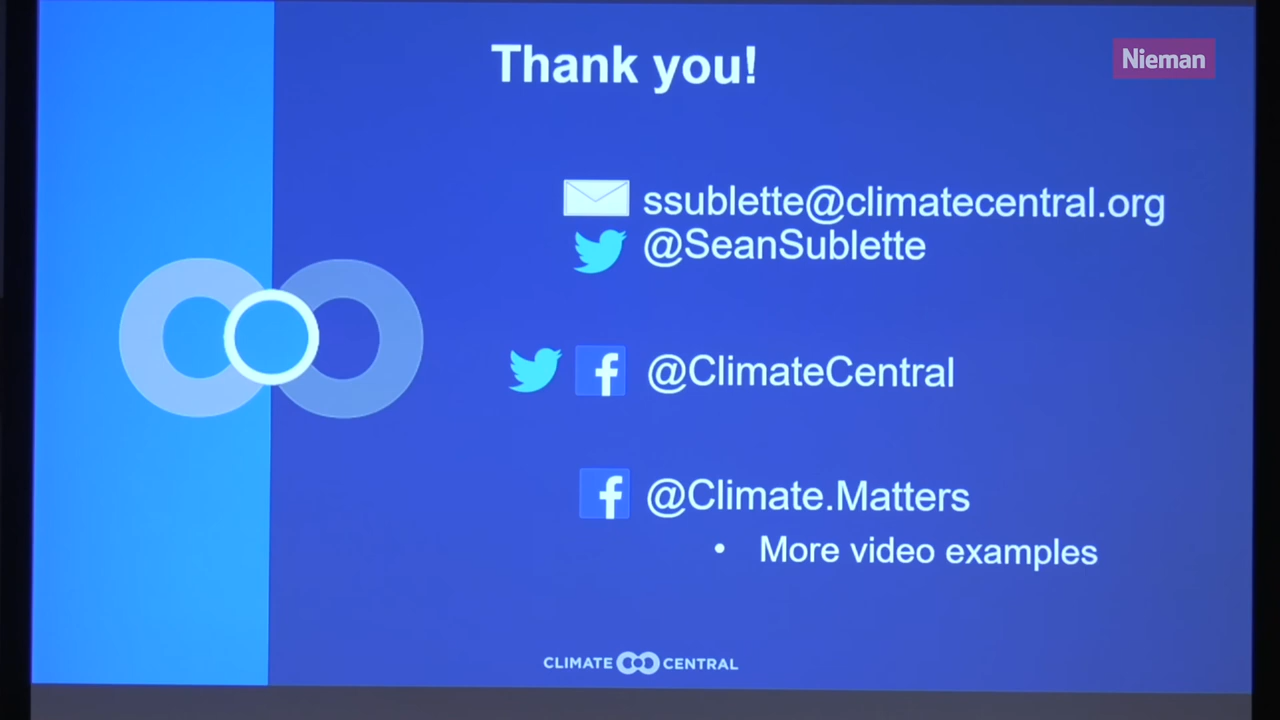 Thank you!
Nieman
ssublette@climatecentral.org
@SeanSublette
@ClimateCentral
@Climate.Matters
• More video examples
CLIMATE CENTRAL